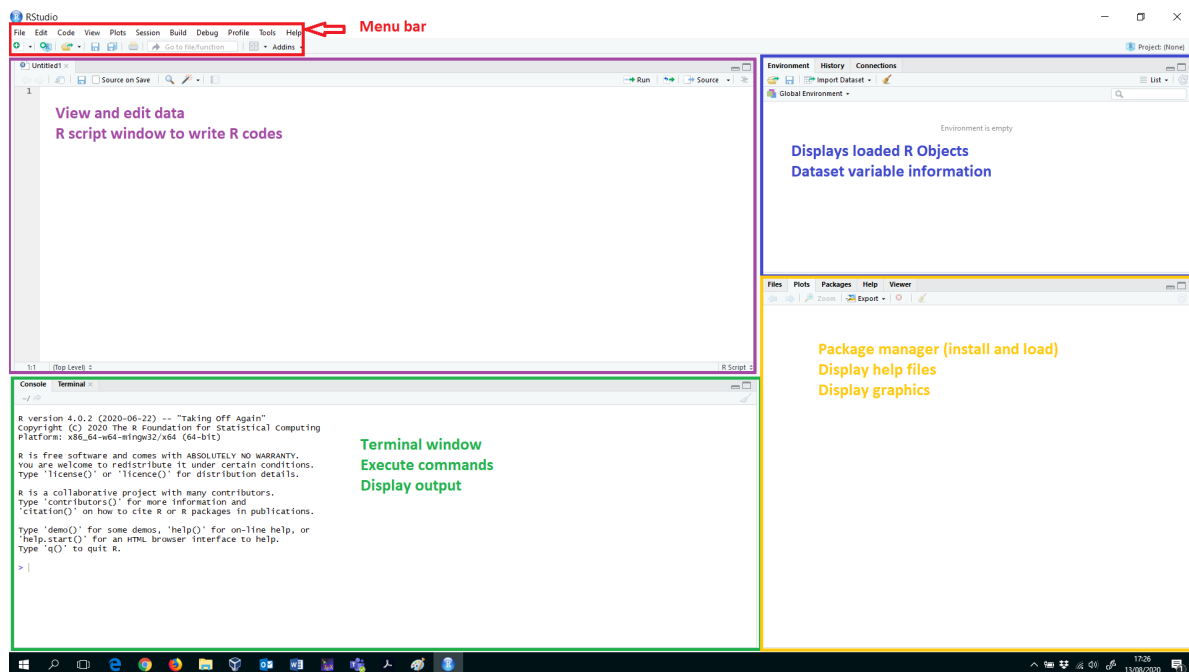 RStudio
File Edit Code View Plots Session Build Debug Profile Tools Help
Menu bar
Go to file/function
Addins
Project: (None)
Untitled1
Source on Save
Run
Source
1
View and edit data
R script window to write R codes
1:1 (Top Level)
R Script
Environment History Connections
Import Dataset
List
Global Environment
Environment is empty
Displays loaded R Objects
Dataset variable information
Files Plots Packages Help Viewer
Zoom Export
Package manager (install and load)
Display help files
Display graphics
Console Terminal
~/
R version 4.0.2 (2020-06-22) -- "Taking Off Again"
Copyright (C) 2020 The R Foundation for Statistical Computing
Platform: x86_64-w64-mingw32/x64 (64-bit)
R is free software and comes with ABSOLUTELY NO WARRANTY.
You are welcome to redistribute it under certain conditions.
Type 'license()' or 'licence()' for distribution details.
R is a collaborative project with many contributors.
Type 'contributors()' for more information and
'citation()' on how to cite R or R packages in publications.
Type 'demo()' for some demos, 'help()' for on-line help, or
'help.start()' for an HTML browser interface to help.
Type 'q()' to quit R.
>
Terminal window
Execute commands
Display output
17:26
13/08/2020